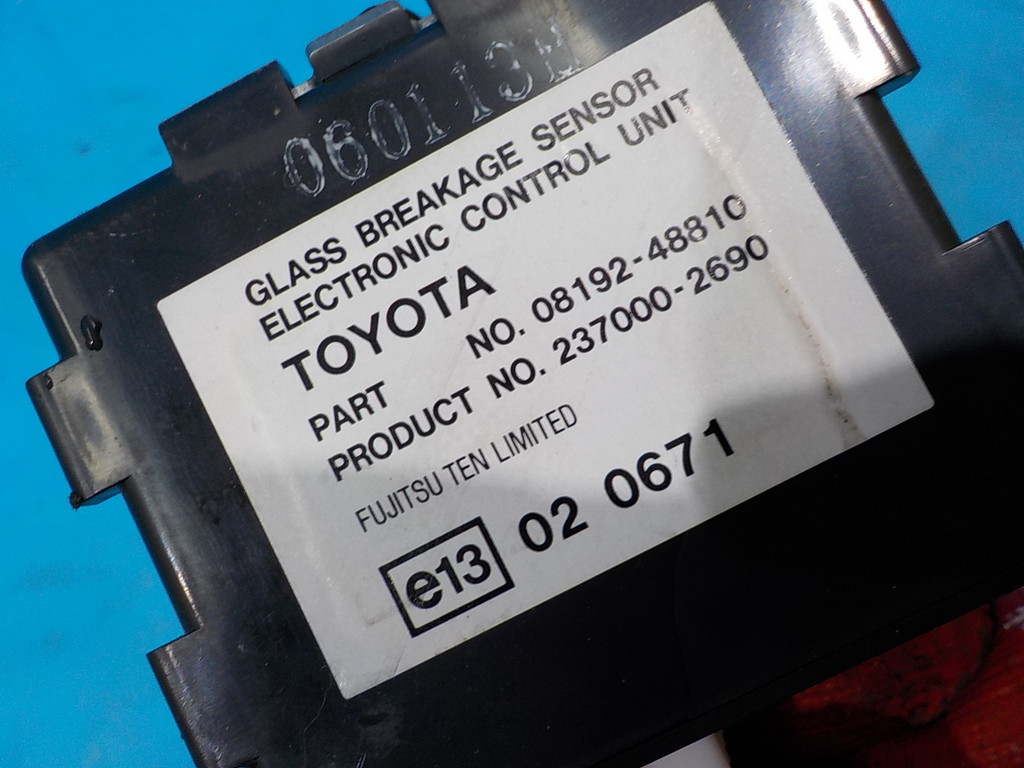 060113M
GLASS BREAKAGE SENSOR
ELECTRONIC CONTROL UNIT
TOYOTA
PART NO. 08192-48810
PRODUCT NO. 237000-2690
FUJITSU TEN LIMITED
e13 02 0671